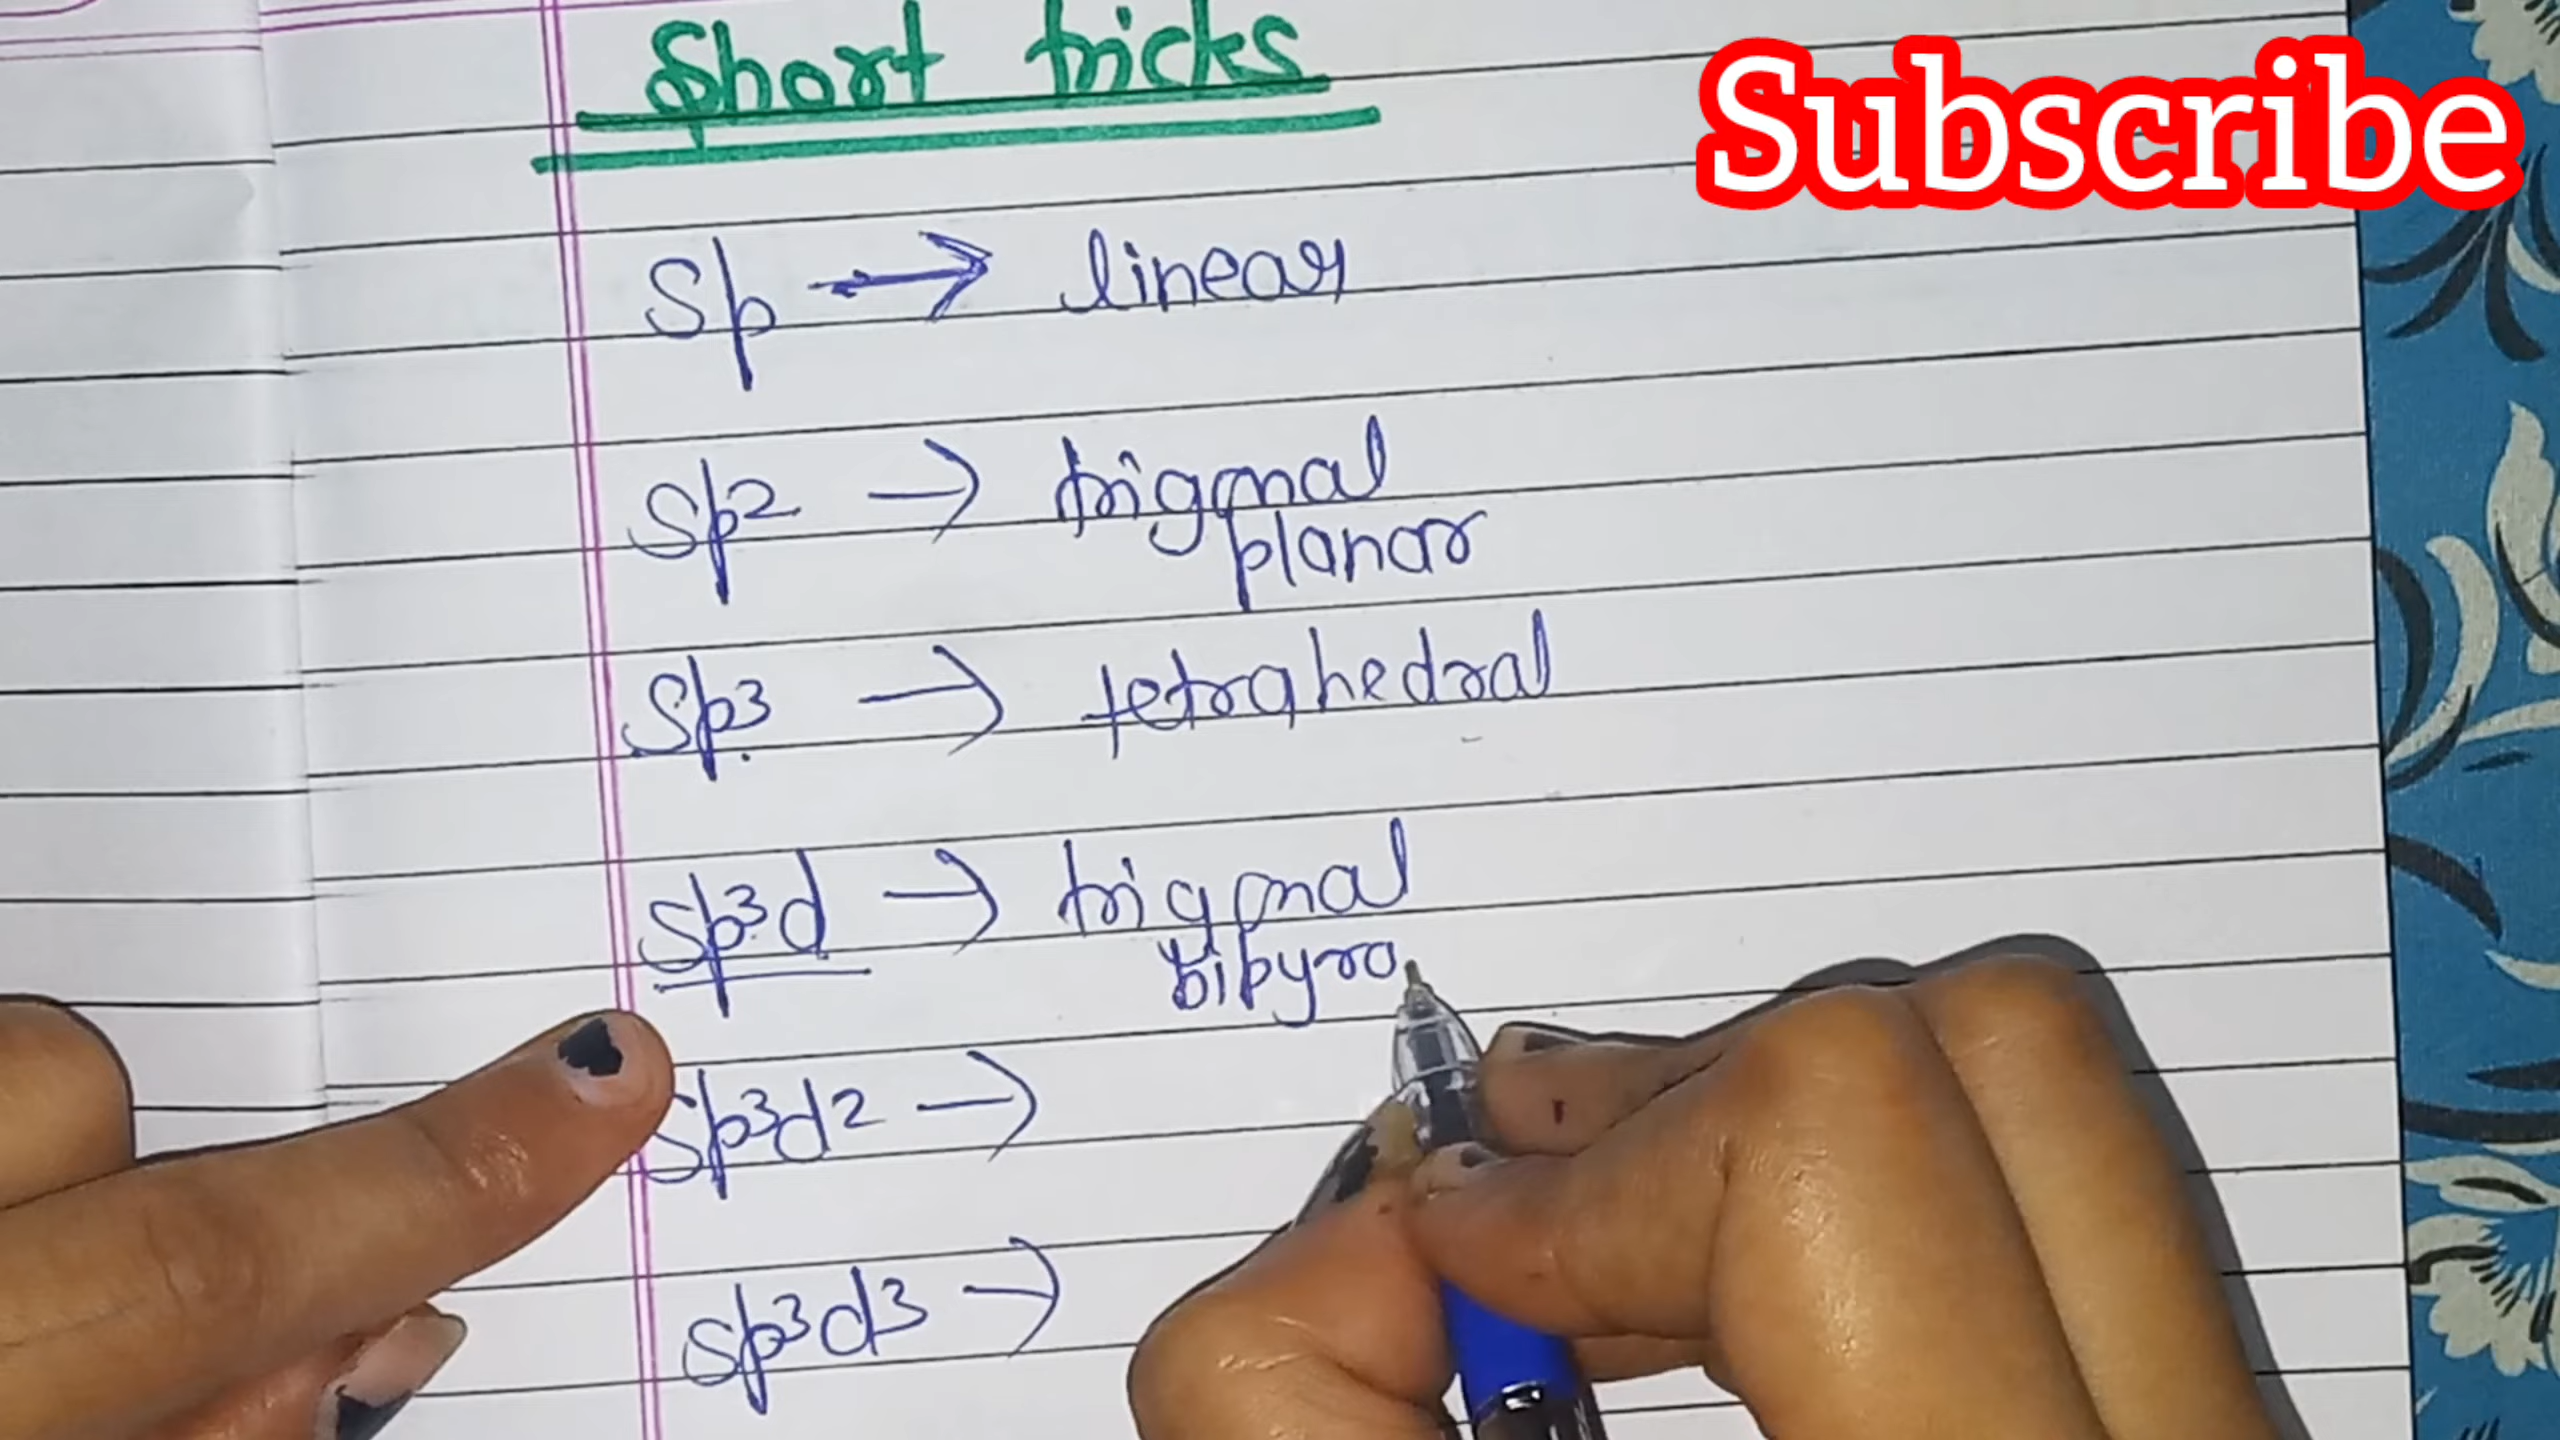 Short tricks
Subscribe
Sp → linear
Sp2 → trigonal
planar
Sp3 → tetrahedral
Sp3d → trigonal
bipyra
Sp3d2 →
Sp3d3 →